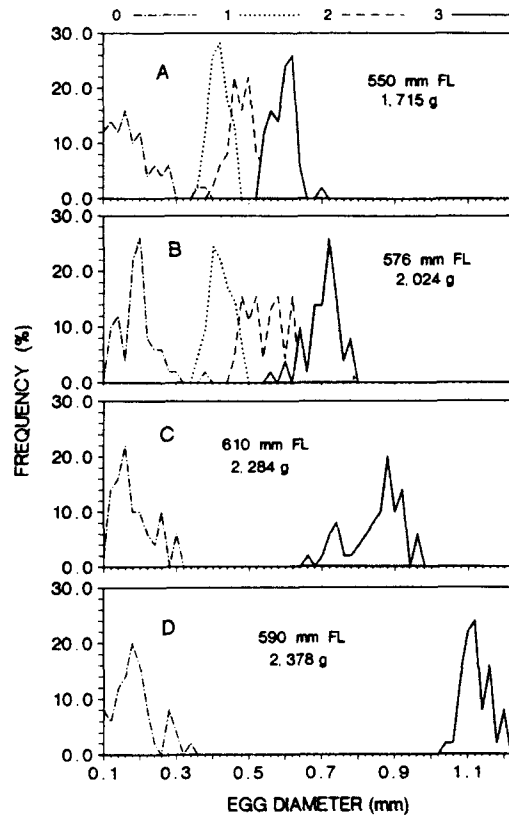 0 1 2 3
30.0
20.0
10.0
0.0
A
550 mm FL
1,715 g
30.0
20.0
10.0
0.0
B
576 mm FL
2,024 g
30.0
20.0
10.0
0.0
C
610 mm FL
2,284 g
30.0
20.0
10.0
0.0
D
590 mm FL
2,378 g
0.1 0.3 0.5 0.7 0.9 1.1
FREQUENCY (%)
EGG DIAMETER (mm)